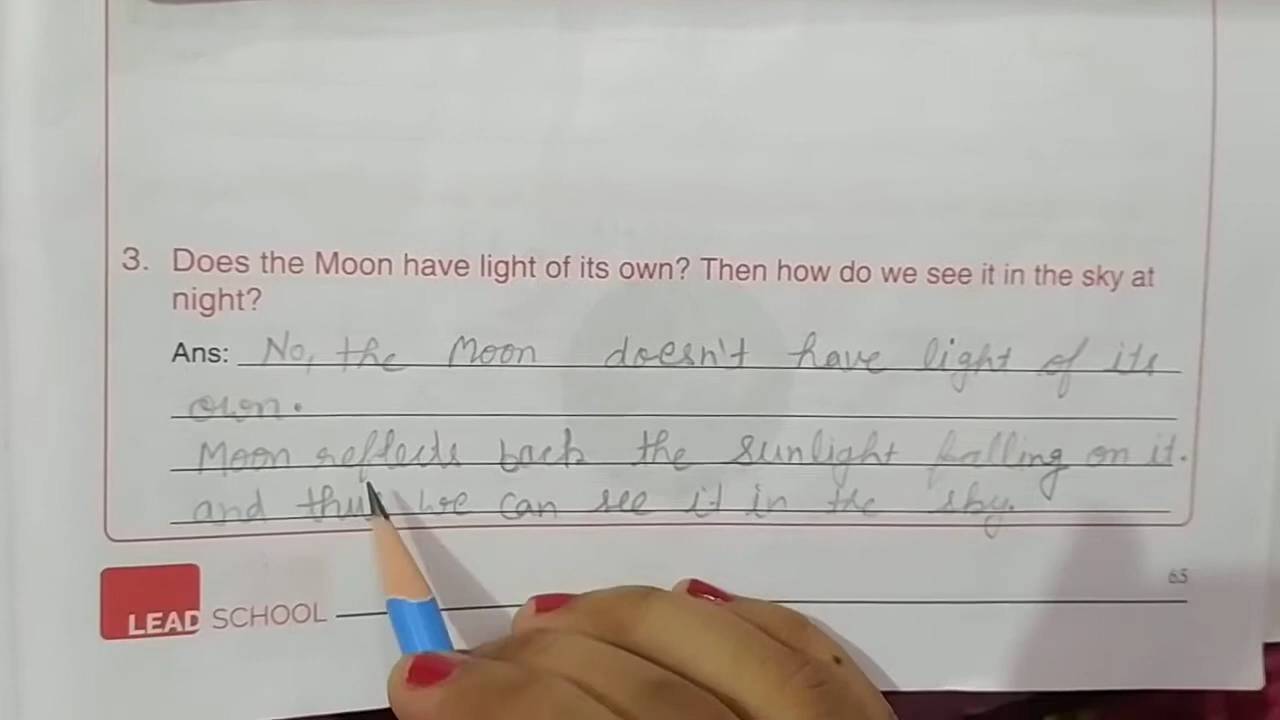 3. Does the Moon have light of its own? Then how do we see it in the sky at
night?
Ans: No, the Moon doesn't have light of its
own.
Moon reflects back the sunlight falling on it.
and thus we can see it in the sky.
65
LEAD SCHOOL